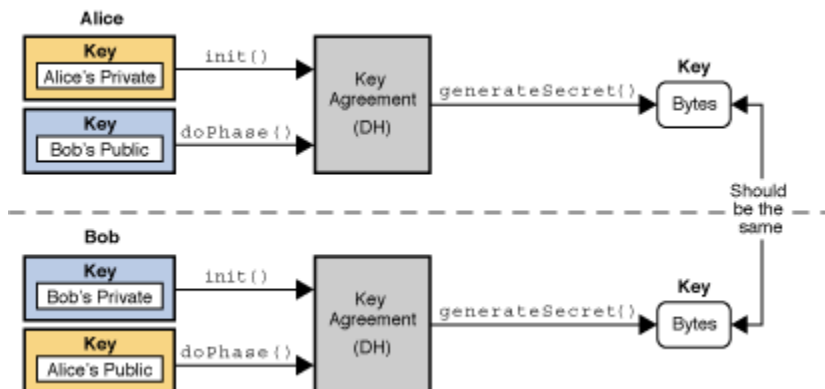 Alice
Key
Alice's Private
init()
Key
Bob's Public
doPhase()
Key
Agreement
(DH)
generateSecret()
Key
Bytes
Should
be the
same
Bob
Key
Bob's Private
init()
Key
Alice's Public
doPhase()
Key
Agreement
(DH)
generateSecret()
Key
Bytes